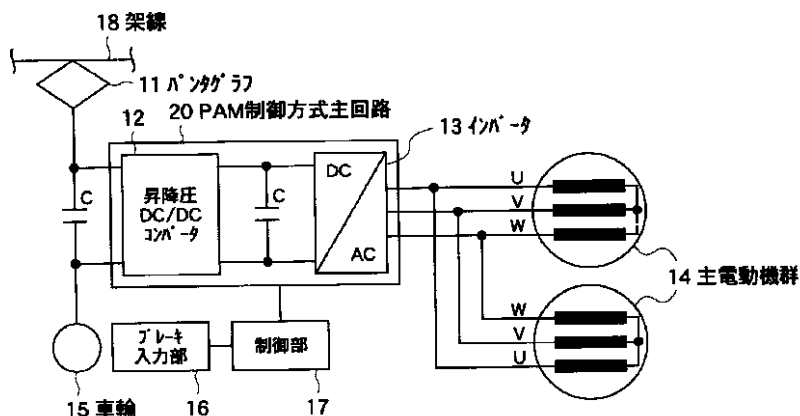 18 架線
11 ﾊﾟﾝﾀｸﾞﾗﾌ
20 PAM制御方式主回路
12
13 ｲﾝﾊﾞｰﾀ
C
昇降圧
DC/DC
ｺﾝﾊﾞｰﾀ
C
DC
AC
U
V
W
14 主電動機群
W
V
U
15 車輪
ﾌﾞﾚｰｷ
入力部
16
制御部
17